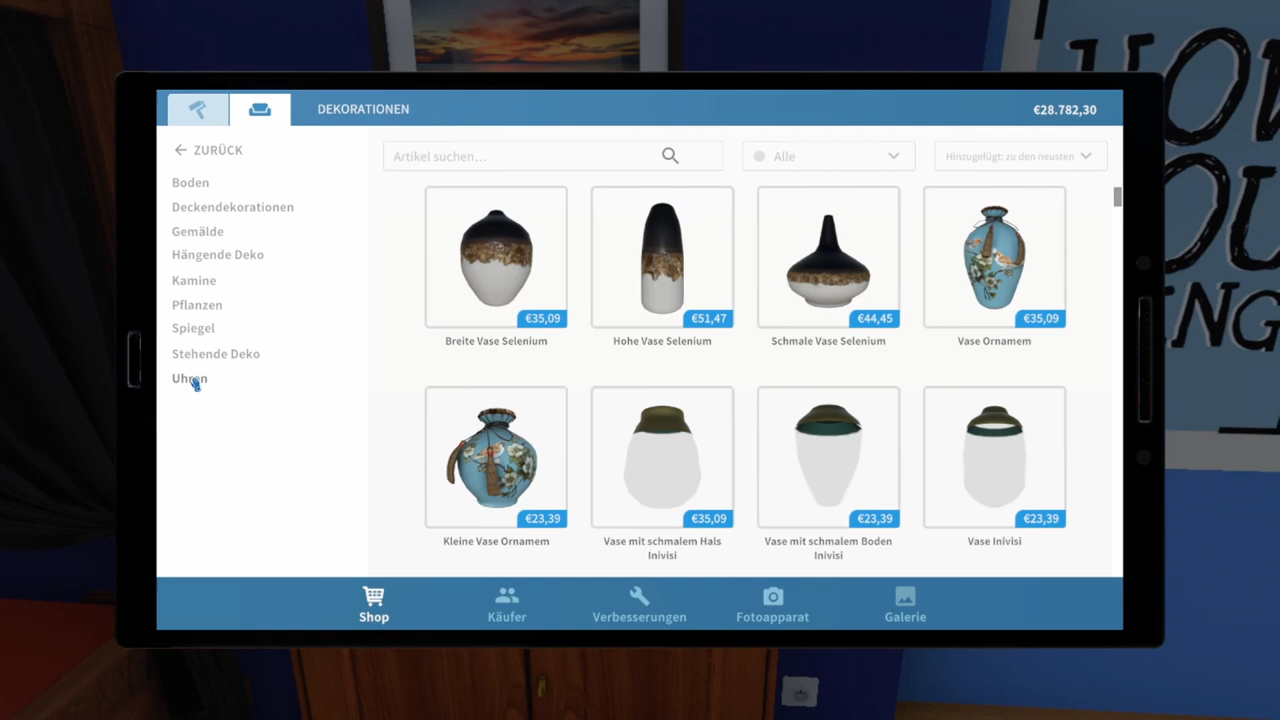 DEKORATIONEN
€28.782,30
ZURÜCK
Artikel suchen...
Alle
Hinzugefügt: zu den neusten
Boden
Deckendekorationen
Gemälde
Hängende Deko
Kamine
Pflanzen
Spiegel
Stehende Deko
Uhren
€35,09
€51,47
€44,45
€35,09
Breite Vase Selenium
Hohe Vase Selenium
Schmale Vase Selenium
Vase Ornamem
€23,39
€35,09
€23,39
€23,39
Kleine Vase Ornamem
Vase mit schmalem Hals
Inivisi
Vase mit schmalem Boden
Inivisi
Vase Inivisi
Shop
Käufer
Verbesserungen
Fotoapparat
Galerie